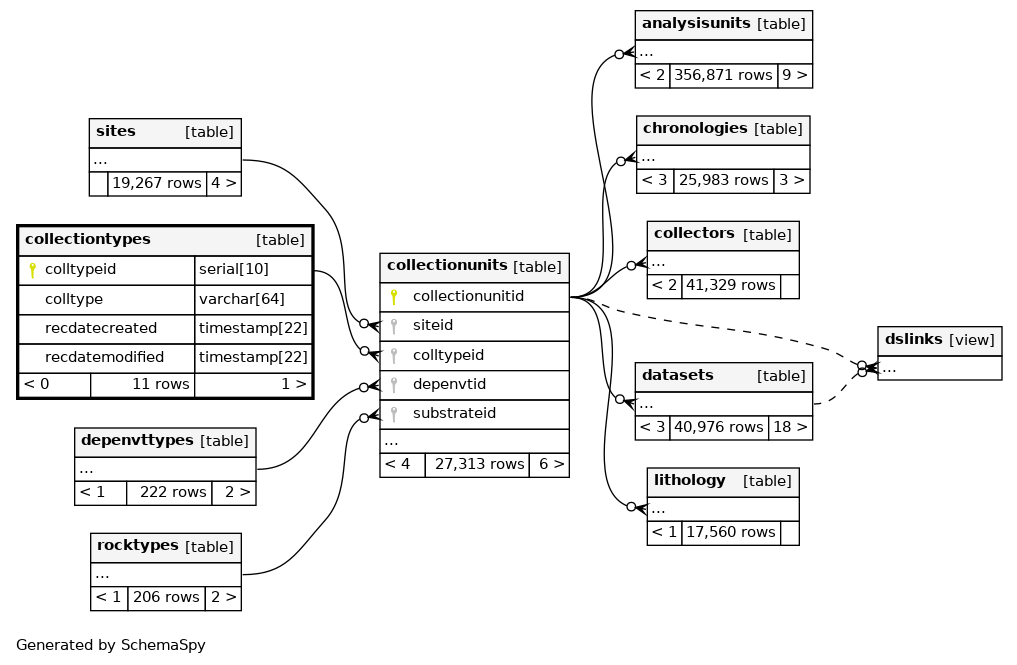 analysisunits [table]
...
< 2 356,871 rows 9 >
sites [table]
...
19,267 rows 4 >
chronologies [table]
...
< 3 25,983 rows 3 >
collectiontypes [table]
colltypeid serial[10]
colltype varchar[64]
recdatecreated timestamp[22]
recdatemodified timestamp[22]
< 0 11 rows 1 >
collectors [table]
...
< 2 41,329 rows
collectionunits [table]
collectionunitid
siteid
colltypeid
depenvtid
substrateid
...
< 4 27,313 rows 6 >
dslinks [view]
...
datasets [table]
...
< 3 40,976 rows 18 >
depenvttypes [table]
...
< 1 222 rows 2 >
lithology [table]
...
< 1 17,560 rows
rocktypes [table]
...
< 1 206 rows 2 >
Generated by SchemaSpy